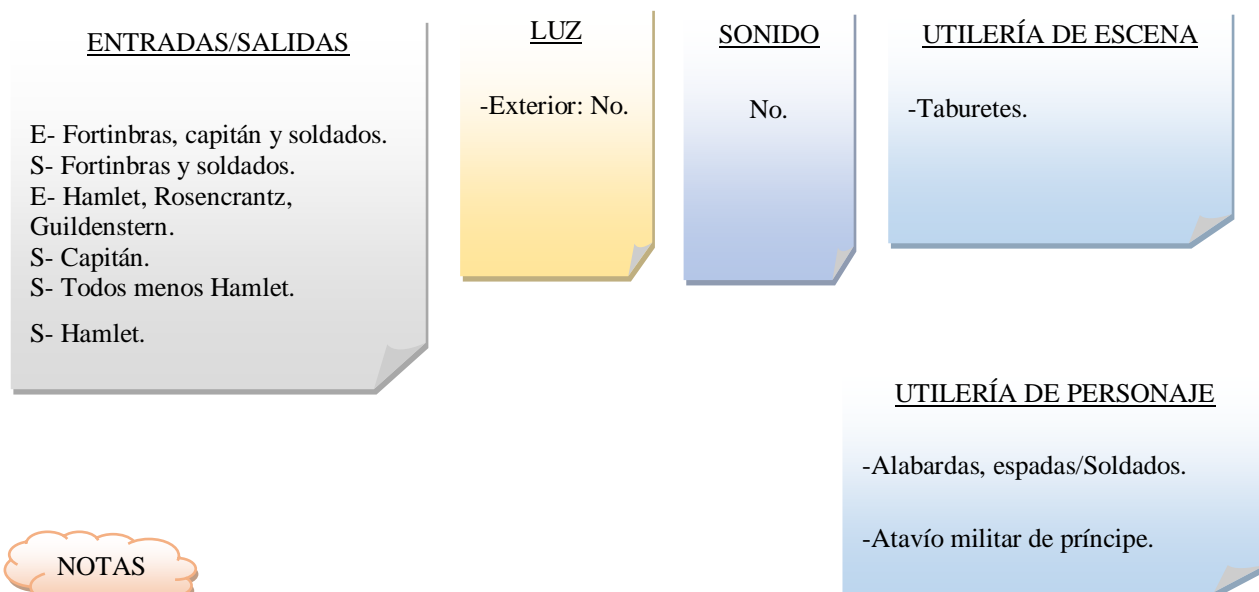 ENTRADAS/SALIDAS
E- Fortinbras, capitán y soldados.
S- Fortinbras y soldados.
E- Hamlet, Rosencrantz,
Guildenstern.
S- Capitán.
S- Todos menos Hamlet.
S- Hamlet.
LUZ
-Exterior: No.
SONIDO
No.
UTILERÍA DE ESCENA
-Taburetes.
UTILERÍA DE PERSONAJE
-Alabardas, espadas/Soldados.
-Atavío militar de príncipe.
NOTAS